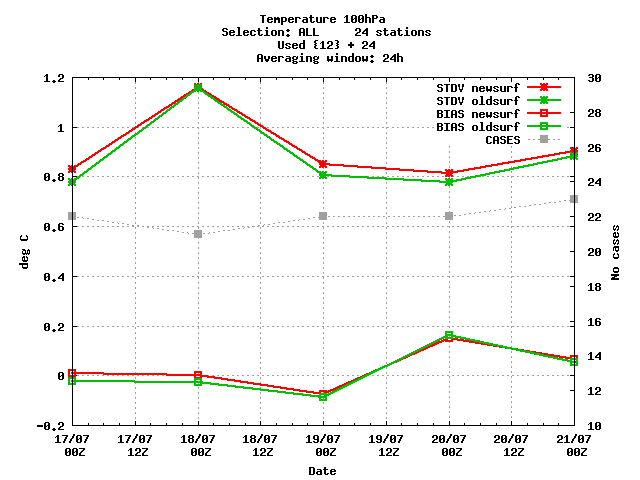 Temperature 100hPa
Selection: ALL 24 stations
Used {12} + 24
Averaging window: 24h
STDV newsurf
STDV oldsurf
BIAS newsurf
BIAS oldsurf
CASES
deg C
1.2
1
0.8
0.6
0.4
0.2
0
-0.2
No cases
30
28
26
24
22
20
18
16
14
12
10
17/07 17/07 18/07 18/07 19/07 19/07 20/07 20/07 21/07
00Z 12Z 00Z 12Z 00Z 12Z 00Z 12Z 00Z
Date